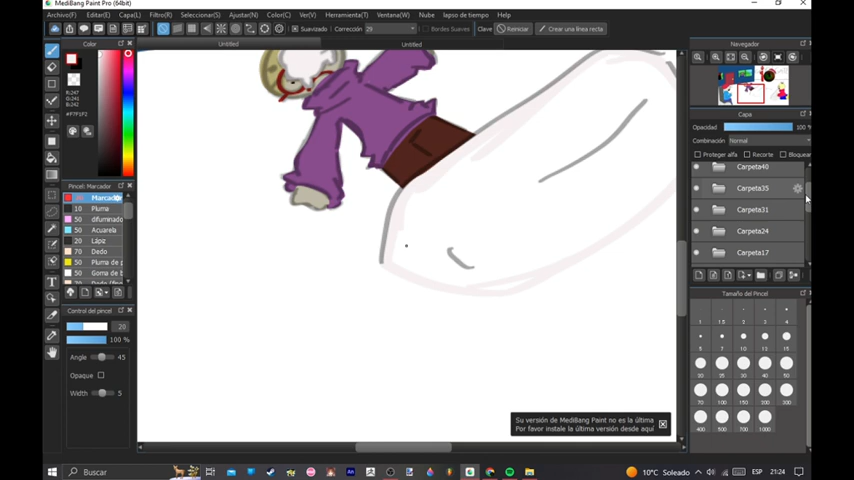 MediBang Paint Pro (64bit)
Archivo(F) Editar(E) Capa(L) Filtro(R) Seleccionar(S) Ajustar(N) Color(C) Ver(V) Herramienta(T) Ventana(W) Nube lapso de tiempo Help
Suavizado Corrección 29 Bordes Suaves Clave Reiniciar Crear una línea recta
Color
Untitled
Untitled
Navegador
R:247
G:241
B:242
#F7F1F2
Capa
Opacidad 100 %
Combinación Normal
Proteger alfa Recorte Bloquear
Carpeta40
Carpeta35
Carpeta31
Carpeta24
Carpeta17
Pincel: Marcador
Marcador
10 Pluma
50 difuminado
50 Acuarela
20 Lápiz
70 Dedo
50 Pluma de p
50 Goma de b
Control del pincel
20
100 %
Angle 45
Opaque
Width 5
Tamaño del Pincel
1 1.5 2 3 4
5 7 10 13 15
20 25 30 40 50
70 100 150 200 300
400 500 700 1000
Su versión de MediBang Paint no es la última
Por favor instale la última versión desde aquí
Buscar
10°C Soleado
ESP
21:24